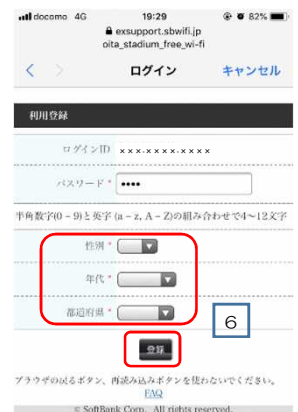 docomo 4G 19:29 82%
exsupport.sbwifi.jp
oita_stadium_free_wi-fi
ログイン キャンセル
利用登録
ログインID ×××-××××-××××
パスワード * ••••
半角数字(0 – 9)と英字 (a – z, A – Z)の組み合わせで4〜12文字
性別 *
年代 *
都道府県 *
6
登録
ブラウザの戻るボタン、再読み込みボタンを使わないでください。
FAQ
© SoftBank Corp. All rights reserved.